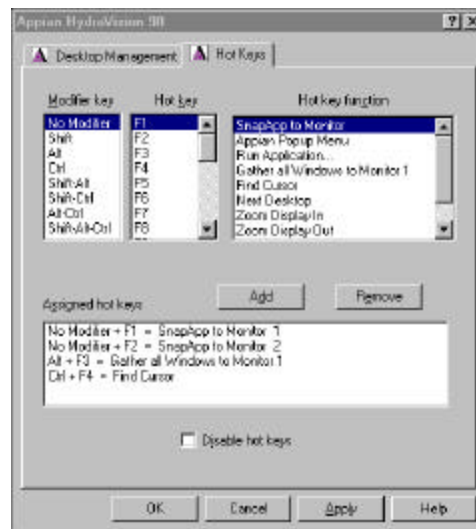 Appian HydraVision 98
Desktop Management
Hot Keys
Modifier key
Hot key
Hot key function
No Modifier
Shift
Alt
Ctrl
Shift-Alt
Shift-Ctrl
Alt-Ctrl
Shift-Alt-Ctrl
F1
F2
F3
F4
F5
F6
F7
F8
SnapApp to Monitor
Appian Popup Menu
Run Application...
Gather all Windows to Monitor 1
Find Cursor
Next Desktop
Zoom Display In
Zoom Display Out
Assigned hot keys
Add
Remove
No Modifier + F1 = SnapApp to Monitor 1
No Modifier + F2 = SnapApp to Monitor 2
Alt + F3 = Gather all Windows to Monitor 1
Ctrl + F4 = Find Cursor
Disable hot keys
OK
Cancel
Apply
Help